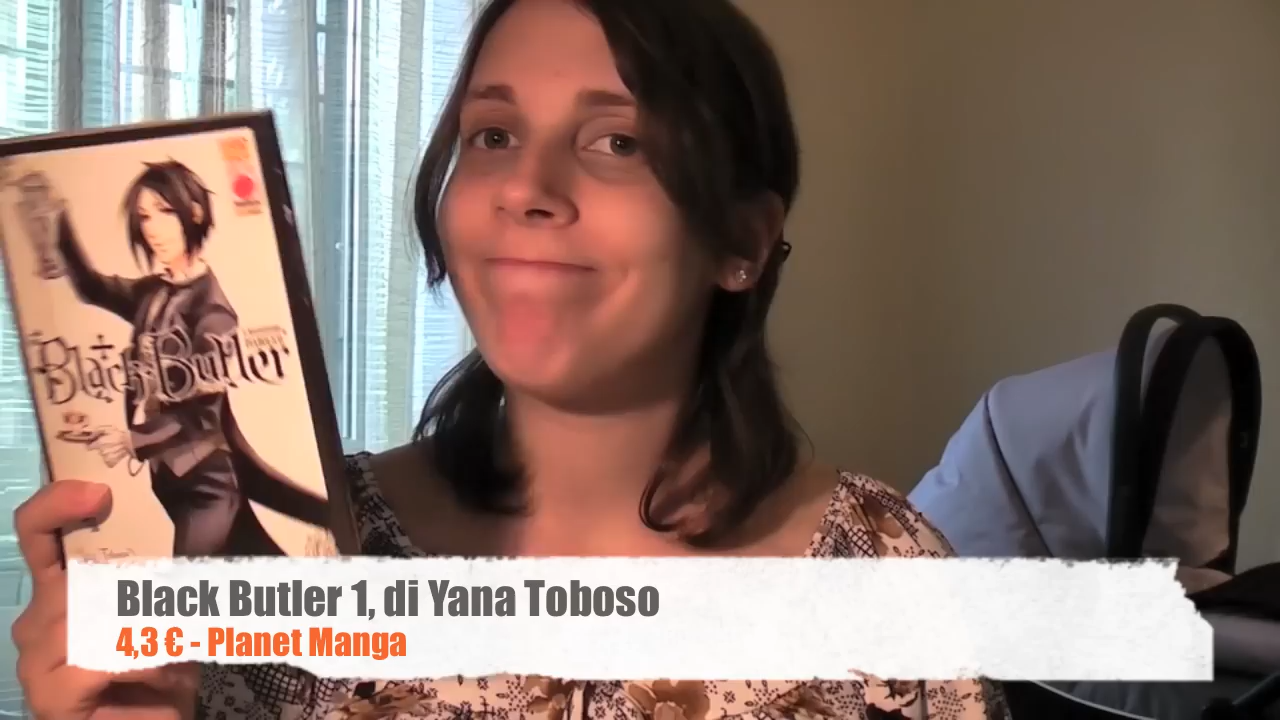 Black Butler
Black Butler 1, di Yana Toboso
4,3 € - Planet Manga